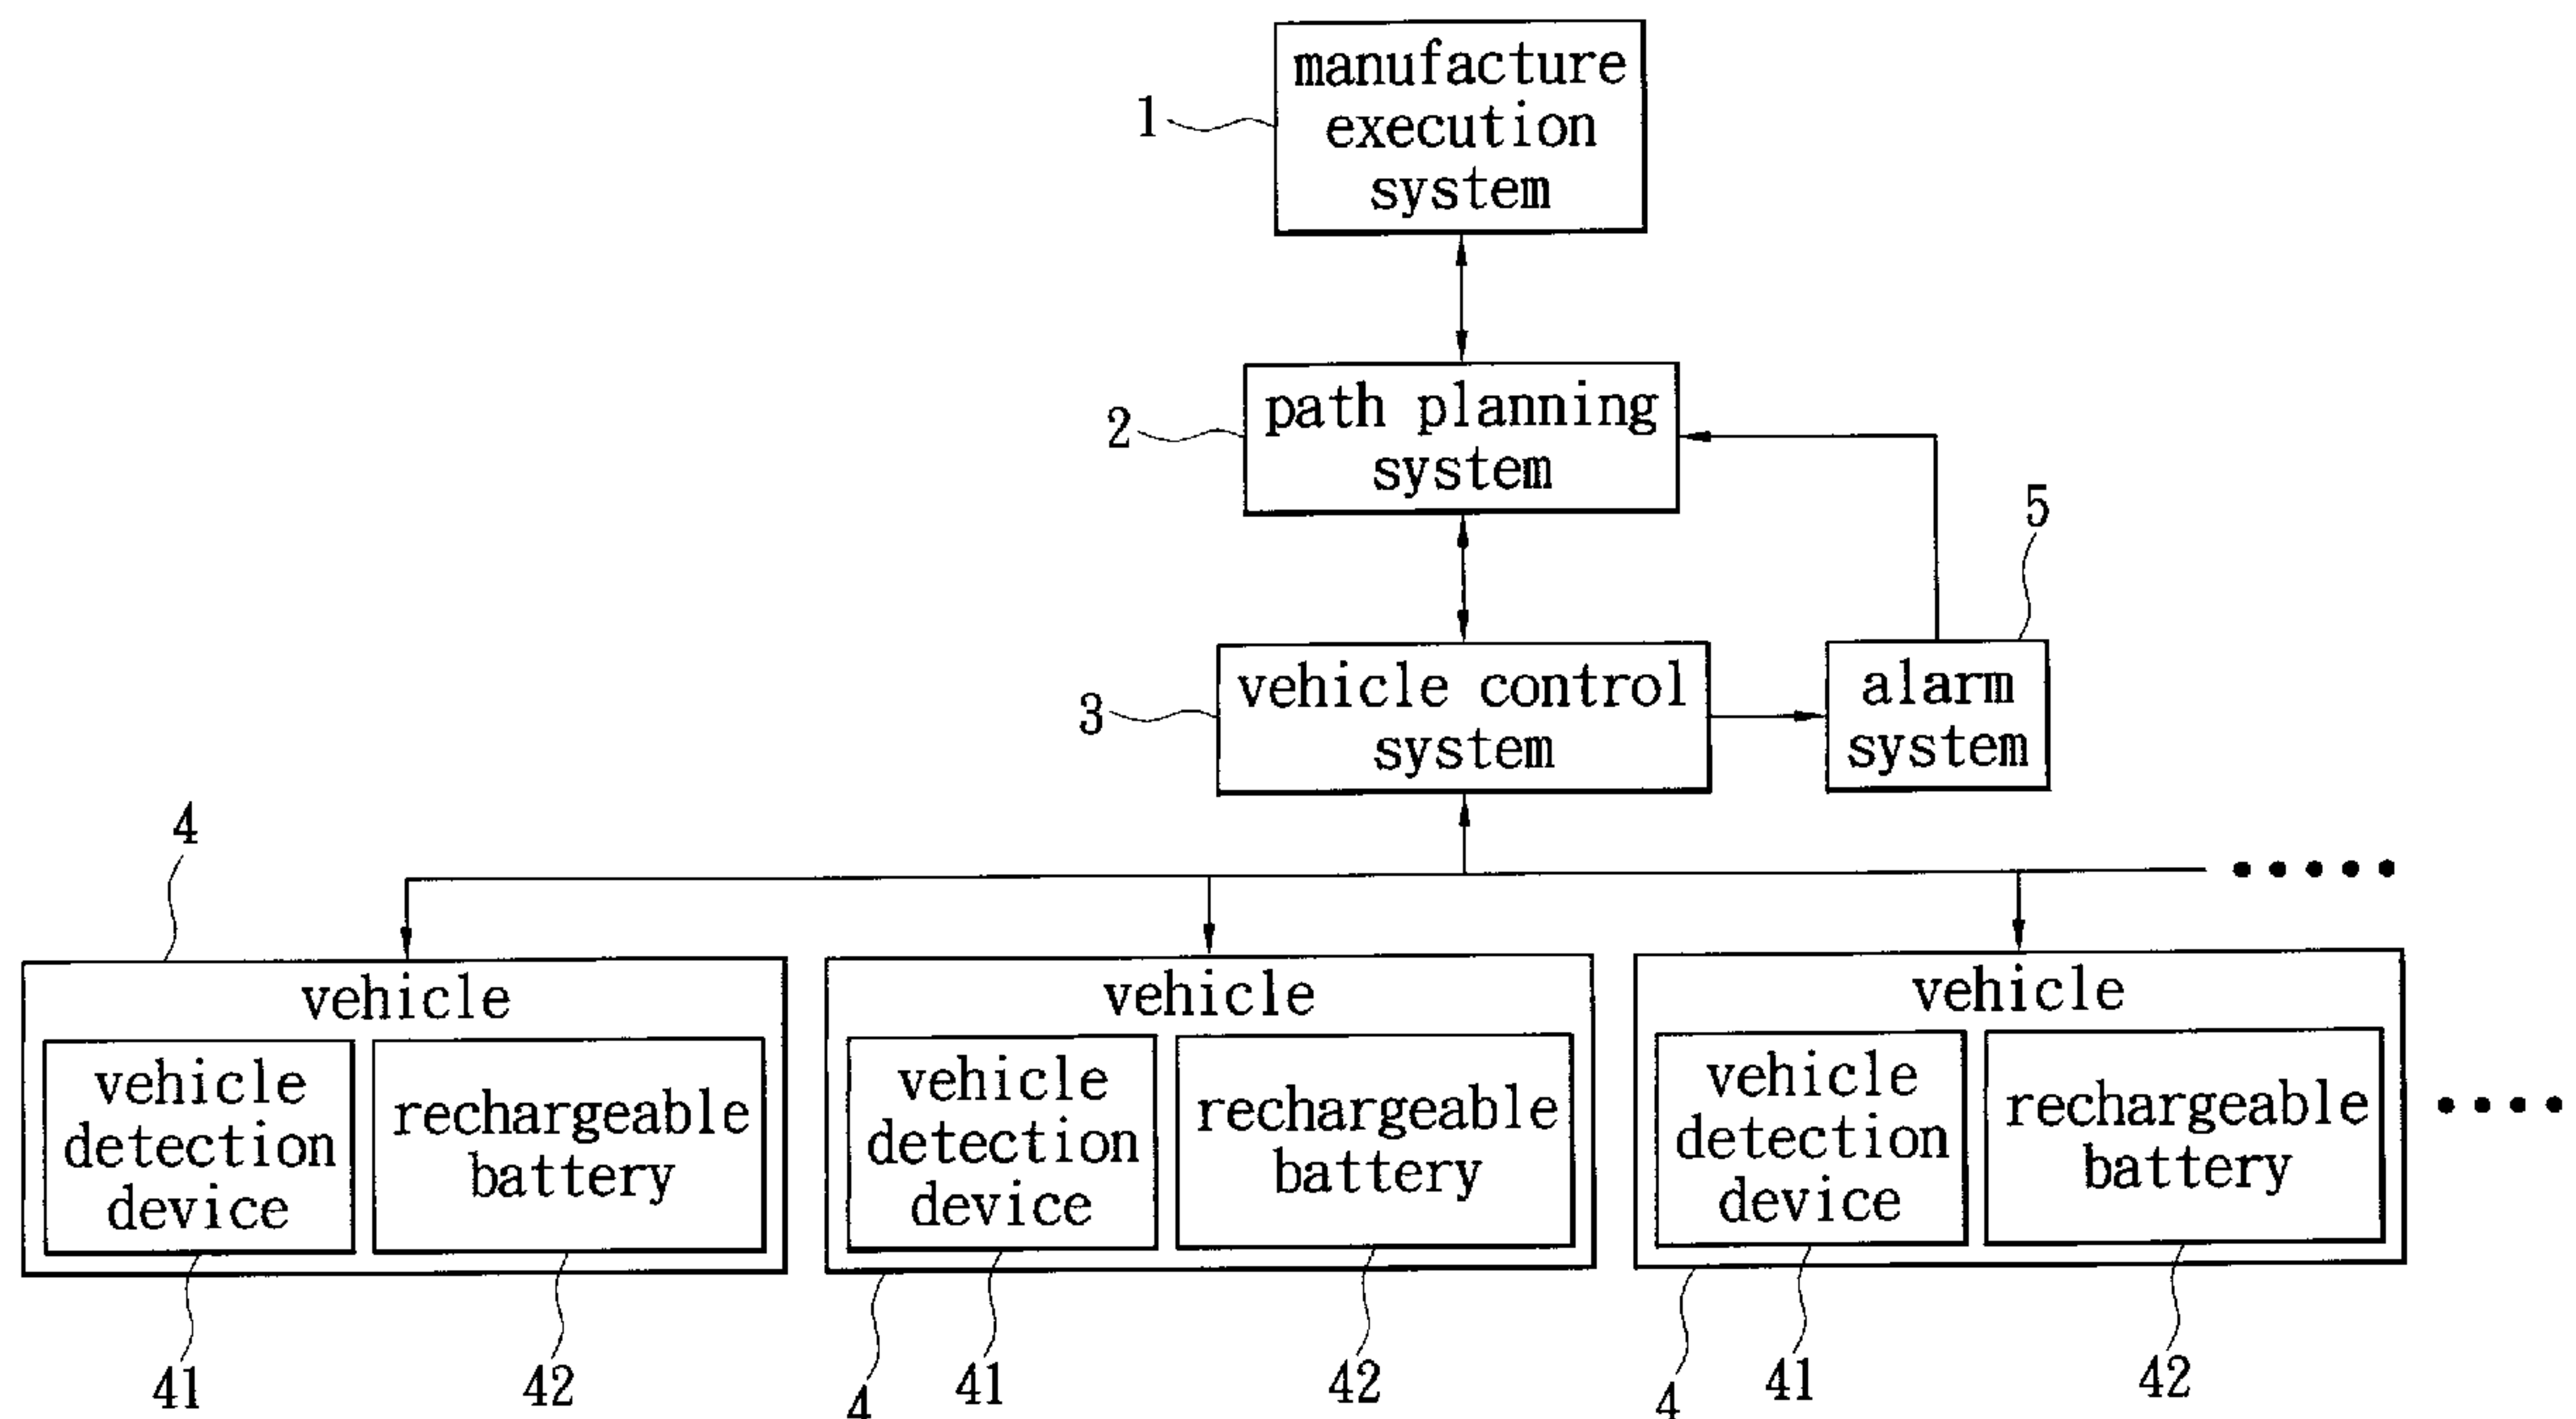 manufacture
execution
system
1
path planning
system
2
5
vehicle control
system
3
alarm
system
4
vehicle
vehicle
detection
device
rechargeable
battery
vehicle
vehicle
detection
device
rechargeable
battery
vehicle
vehicle
detection
device
rechargeable
battery
41
42
4
41
42
4
41
42